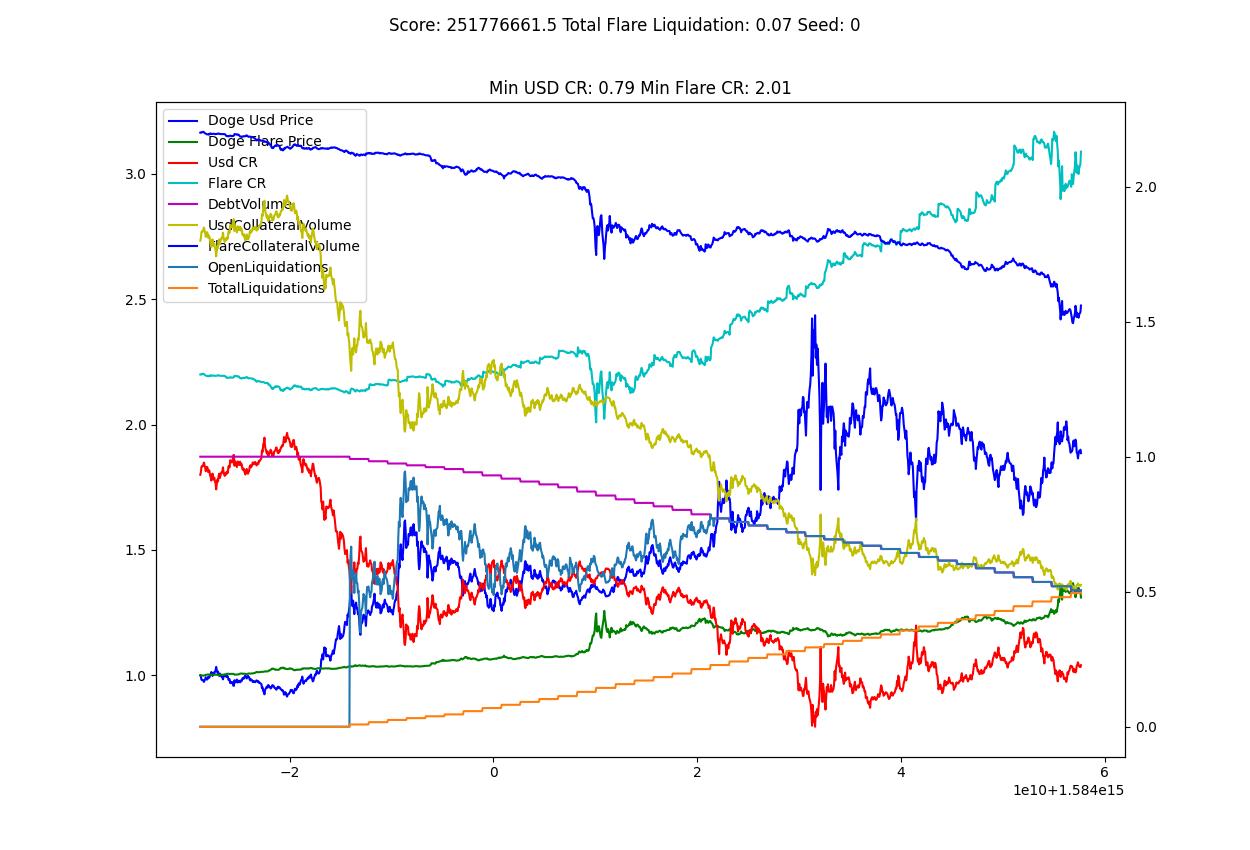 Score: 251776661.5 Total Flare Liquidation: 0.07 Seed: 0
Min USD CR: 0.79 Min Flare CR: 2.01
Doge Usd Price
Doge Flare Price
Usd CR
Flare CR
DebtVolume
UsdCollateralVolume
FlareCollateralVolume
OpenLiquidations
TotalLiquidations
3.0
2.5
2.0
1.5
1.0
2.0
1.5
1.0
0.5
0.0
−2
0
2
4
6
1e10+1.584e15